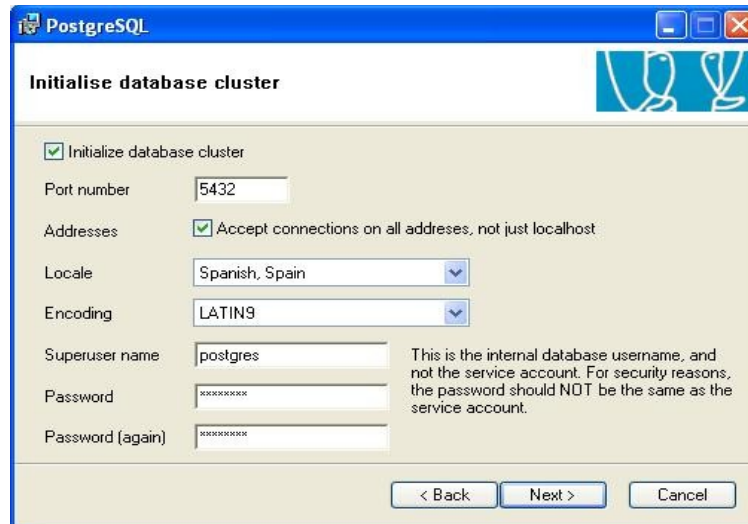 PostgreSQL
Initialise database cluster
Initialize database cluster
Port number 5432
Addresses Accept connections on all addreses, not just localhost
Locale Spanish, Spain
Encoding LATIN9
Superuser name postgres
This is the internal database username, and
not the service account. For security reasons,
the password should NOT be the same as the
service account.
Password ********
Password (again) ********
< Back Next > Cancel